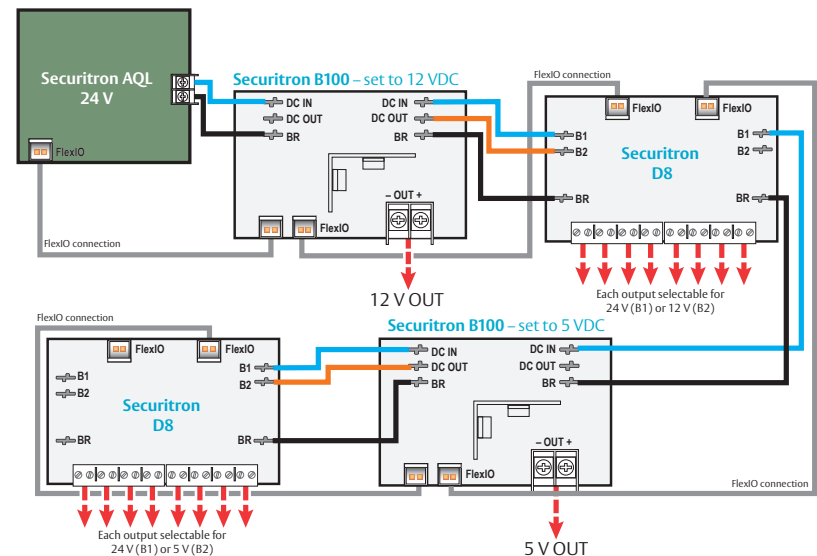 Securitron AQL
24 V
FlexIO
FlexIO connection
Securitron B100 – set to 12 VDC
DC IN
DC OUT
BR
DC IN
DC OUT
BR
– OUT +
FlexIO
12 V OUT
FlexIO connection
FlexIO
FlexIO
B1
B2
BR
Securitron
D8
B1
B2
BR
Each output selectable for
24 V (B1) or 12 V (B2)
FlexIO connection
FlexIO
FlexIO
B1
B2
BR
Securitron
D8
B1
B2
BR
Each output selectable for
24 V (B1) or 5 V (B2)
Securitron B100 – set to 5 VDC
DC IN
DC OUT
BR
DC IN
DC OUT
BR
– OUT +
FlexIO
5 V OUT
FlexIO connection